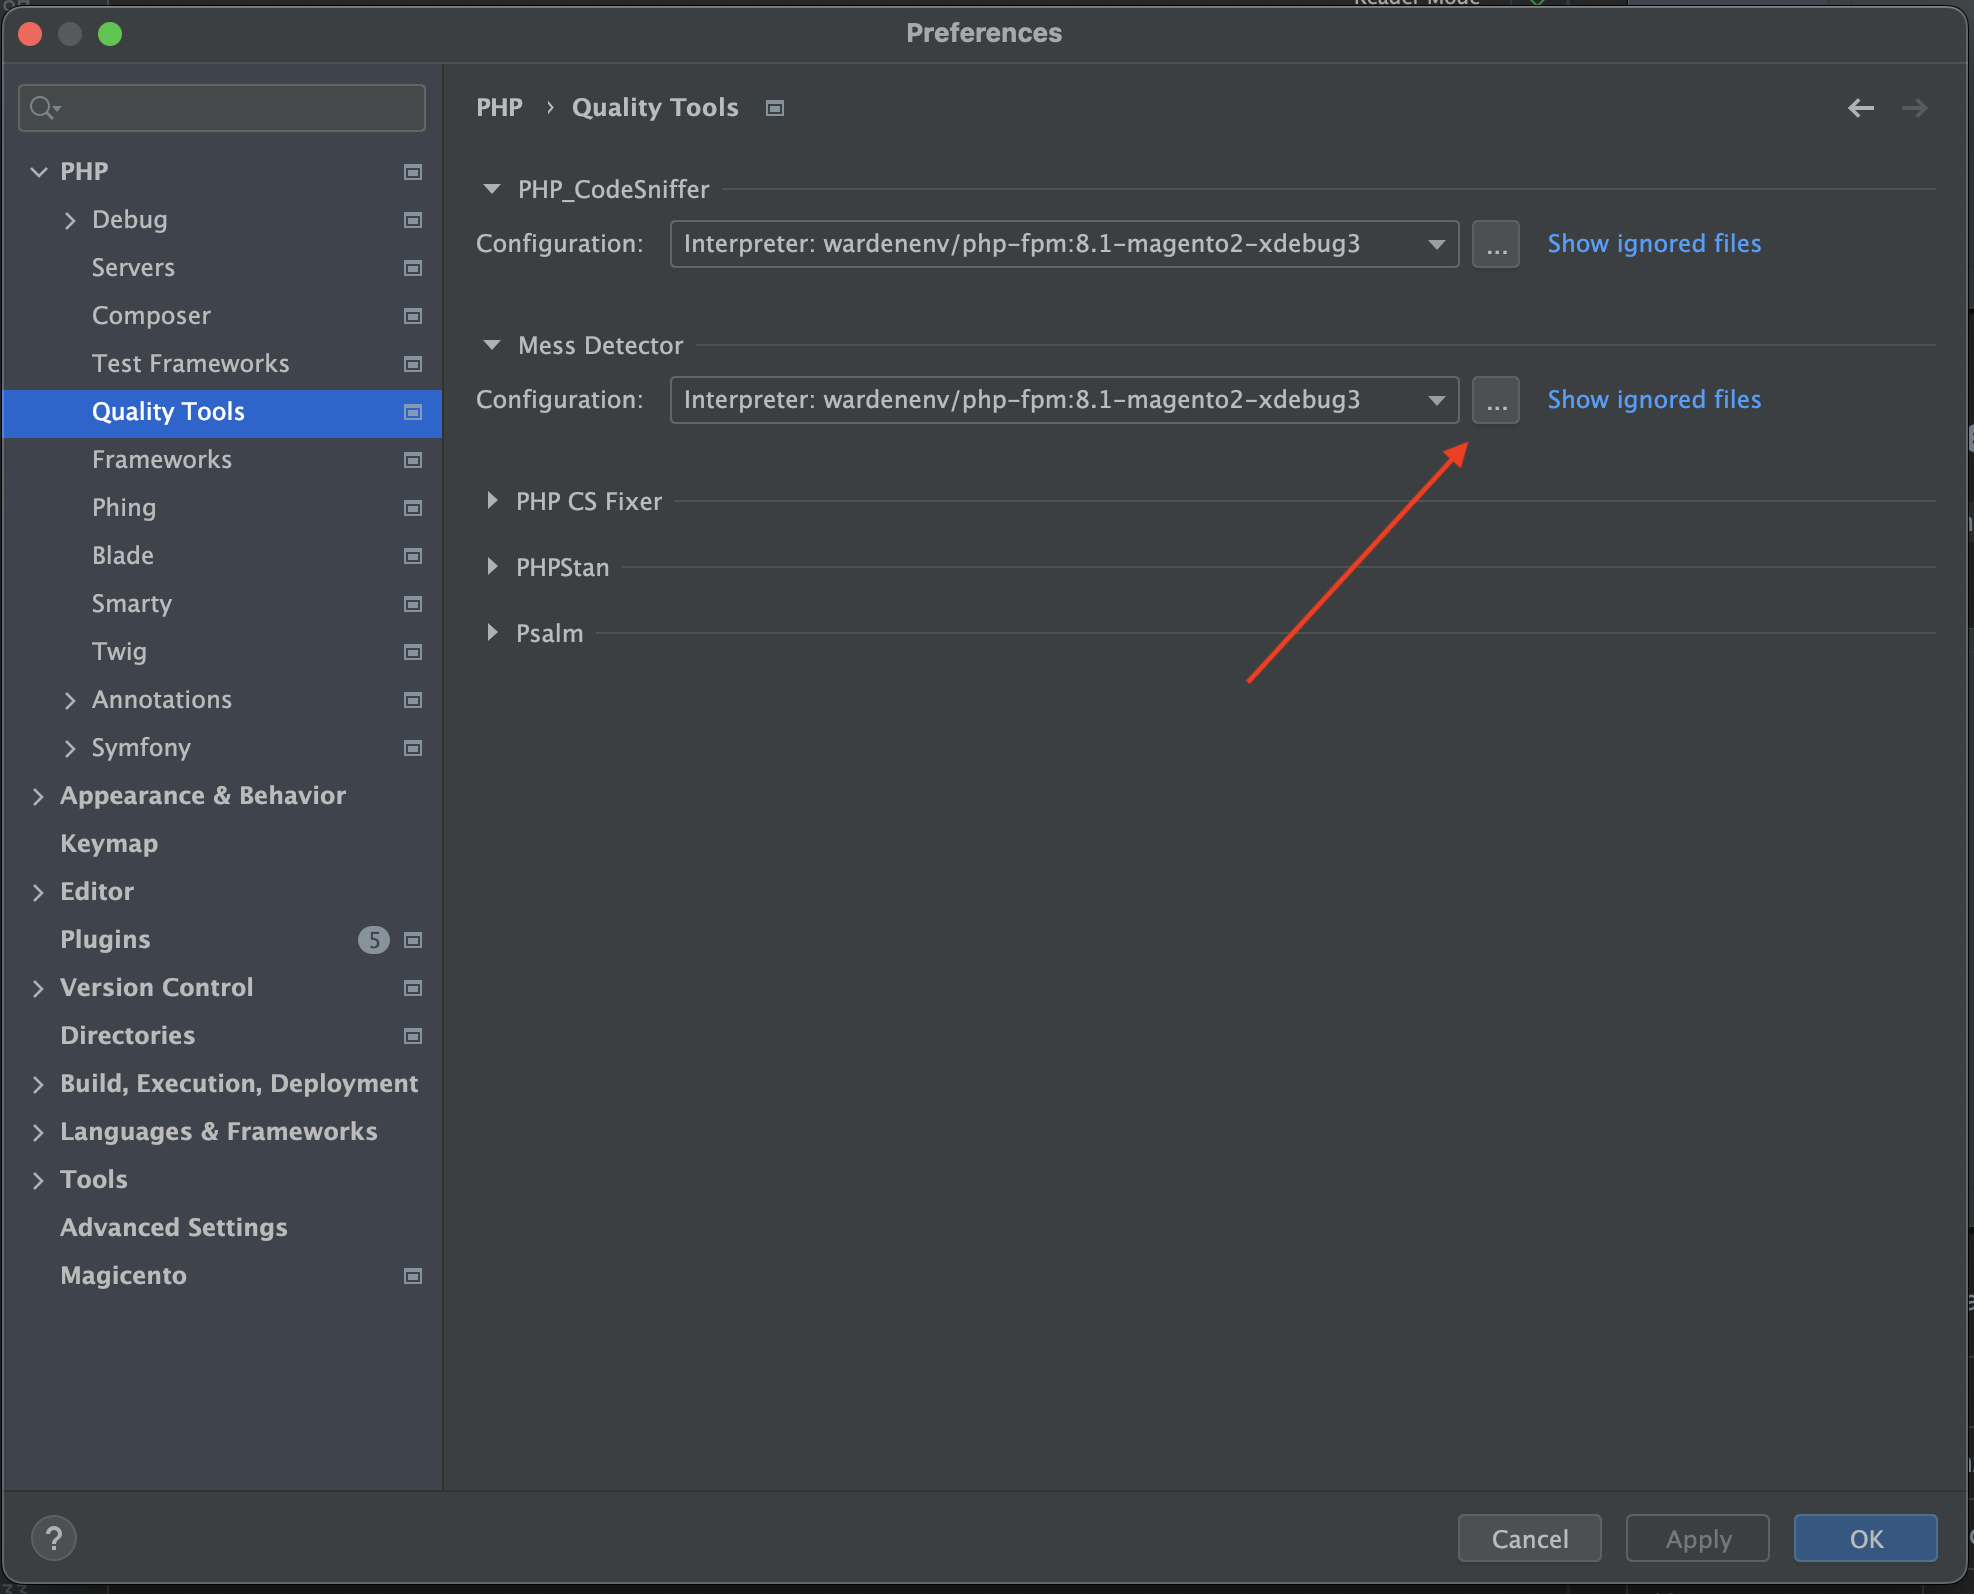 Reader Mode
Preferences
PHP › Quality Tools
PHP
Debug
Servers
Composer
Test Frameworks
Quality Tools
Frameworks
Phing
Blade
Smarty
Twig
Annotations
Symfony
Appearance & Behavior
Keymap
Editor
Plugins 5
Version Control
Directories
Build, Execution, Deployment
Languages & Frameworks
Tools
Advanced Settings
Magicento
PHP_CodeSniffer
Configuration: Interpreter: wardenenv/php-fpm:8.1-magento2-xdebug3 ... Show ignored files
Mess Detector
Configuration: Interpreter: wardenenv/php-fpm:8.1-magento2-xdebug3 ... Show ignored files
PHP CS Fixer
PHPStan
Psalm
? Cancel Apply OK